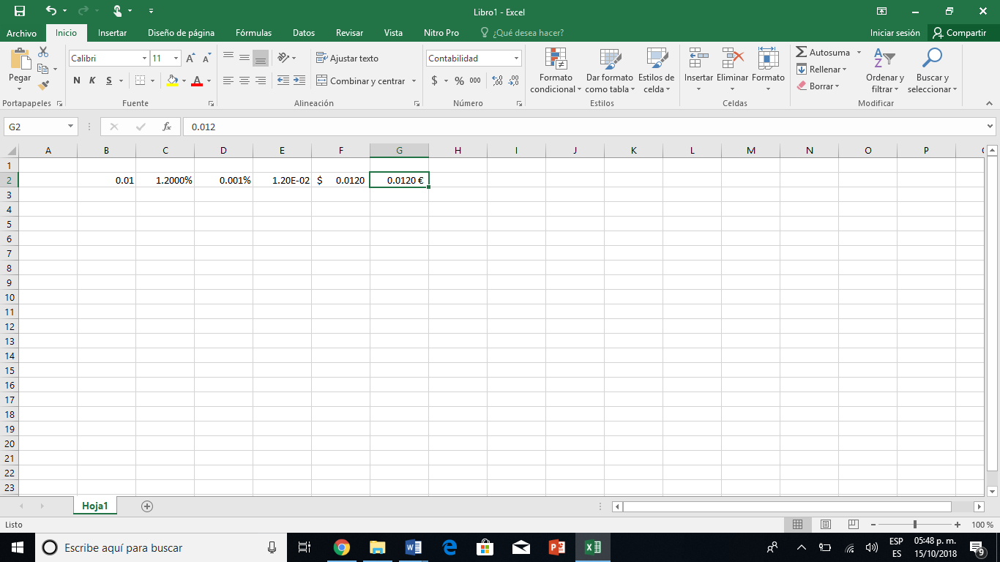 Libro1 - Excel
Archivo Inicio Insertar Diseño de página Fórmulas Datos Revisar Vista Nitro Pro ¿Qué desea hacer? Iniciar sesión Compartir
Pegar
Calibri 11
N K S
Ajustar texto
Combinar y centrar
Contabilidad
$ % 000
Formato condicional
Dar formato como tabla
Estilos de celda
Insertar Eliminar Formato
Autosuma
Rellenar
Borrar
Ordenar y filtrar
Buscar y seleccionar
Portapapeles Fuente Alineación Número Estilos Celdas Modificar
G2 fx 0.012
A B C D E F G H I J K L M N O P
1
2 0.01 1.2000% 0.001% 1.20E-02 $ 0.0120 0.0120 €
3
4
5
6
7
8
9
10
11
12
13
14
15
16
17
18
19
20
21
22
23
Hoja1
Listo 100 %
Escribe aquí para buscar
ESP
ES
05:48 p. m.
15/10/2018
9